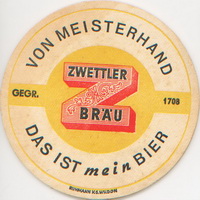 VON MEISTERHAND
ZWETTLER
BRÄU
GEGR. 1708
DAS IST mein BIER